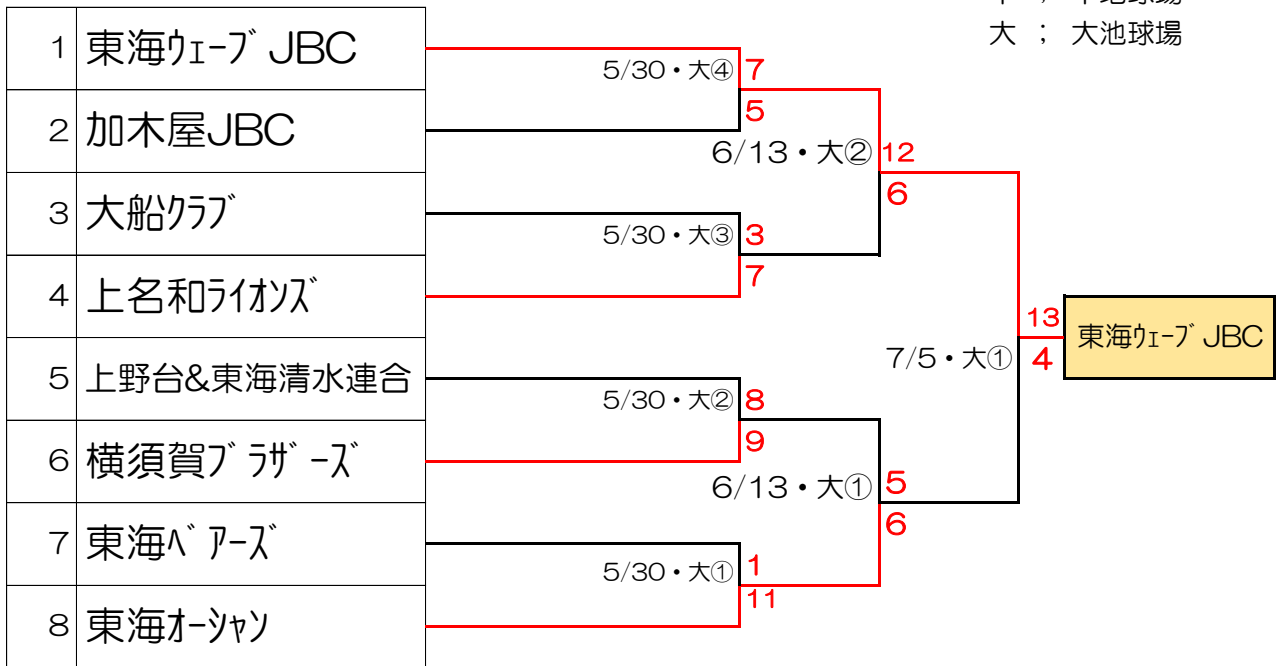 大 ; 大池球場
1 東海ｳｪｰﾌﾞJBC
5/30・大④ 7
5
2 加木屋JBC
6/13・大② 12
6
3 大船ｸﾗﾌﾞ
5/30・大③ 3
7
4 上名和ﾗｲｵﾝｽﾞ
13
7/5・大① 4
東海ｳｪｰﾌﾞJBC
5 上野台&東海清水連合
5/30・大② 8
9
6 横須賀ﾌﾞﾗｻﾞｰｽﾞ
6/13・大① 5
6
7 東海ﾍﾞｱｰｽﾞ
5/30・大① 1
11
8 東海ｵｰｼｬﾝ